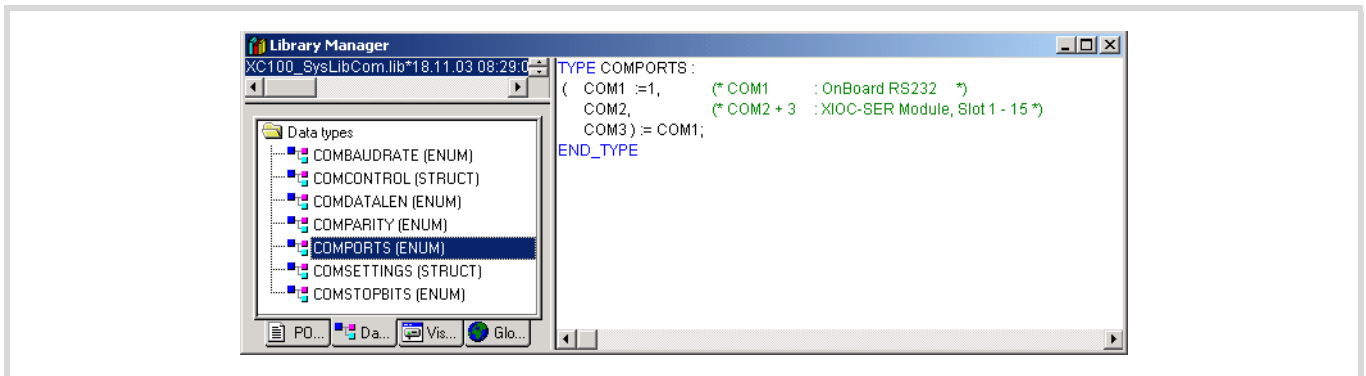 Library Manager
XC100_SysLibCom.lib*18.11.03 08:29:0
Data types
COMBAUDRATE (ENUM)
COMCONTROL (STRUCT)
COMDATALEN (ENUM)
COMPARITY (ENUM)
COMPORTS (ENUM)
COMSETTINGS (STRUCT)
COMSTOPBITS (ENUM)
PO... Da... Vis... Glo...
TYPE COMPORTS :
( COM1 :=1, (* COM1 : OnBoard RS232 *)
COM2, (* COM2 + 3 : XIOC-SER Module, Slot 1 - 15 *)
COM3 ) := COM1;
END_TYPE